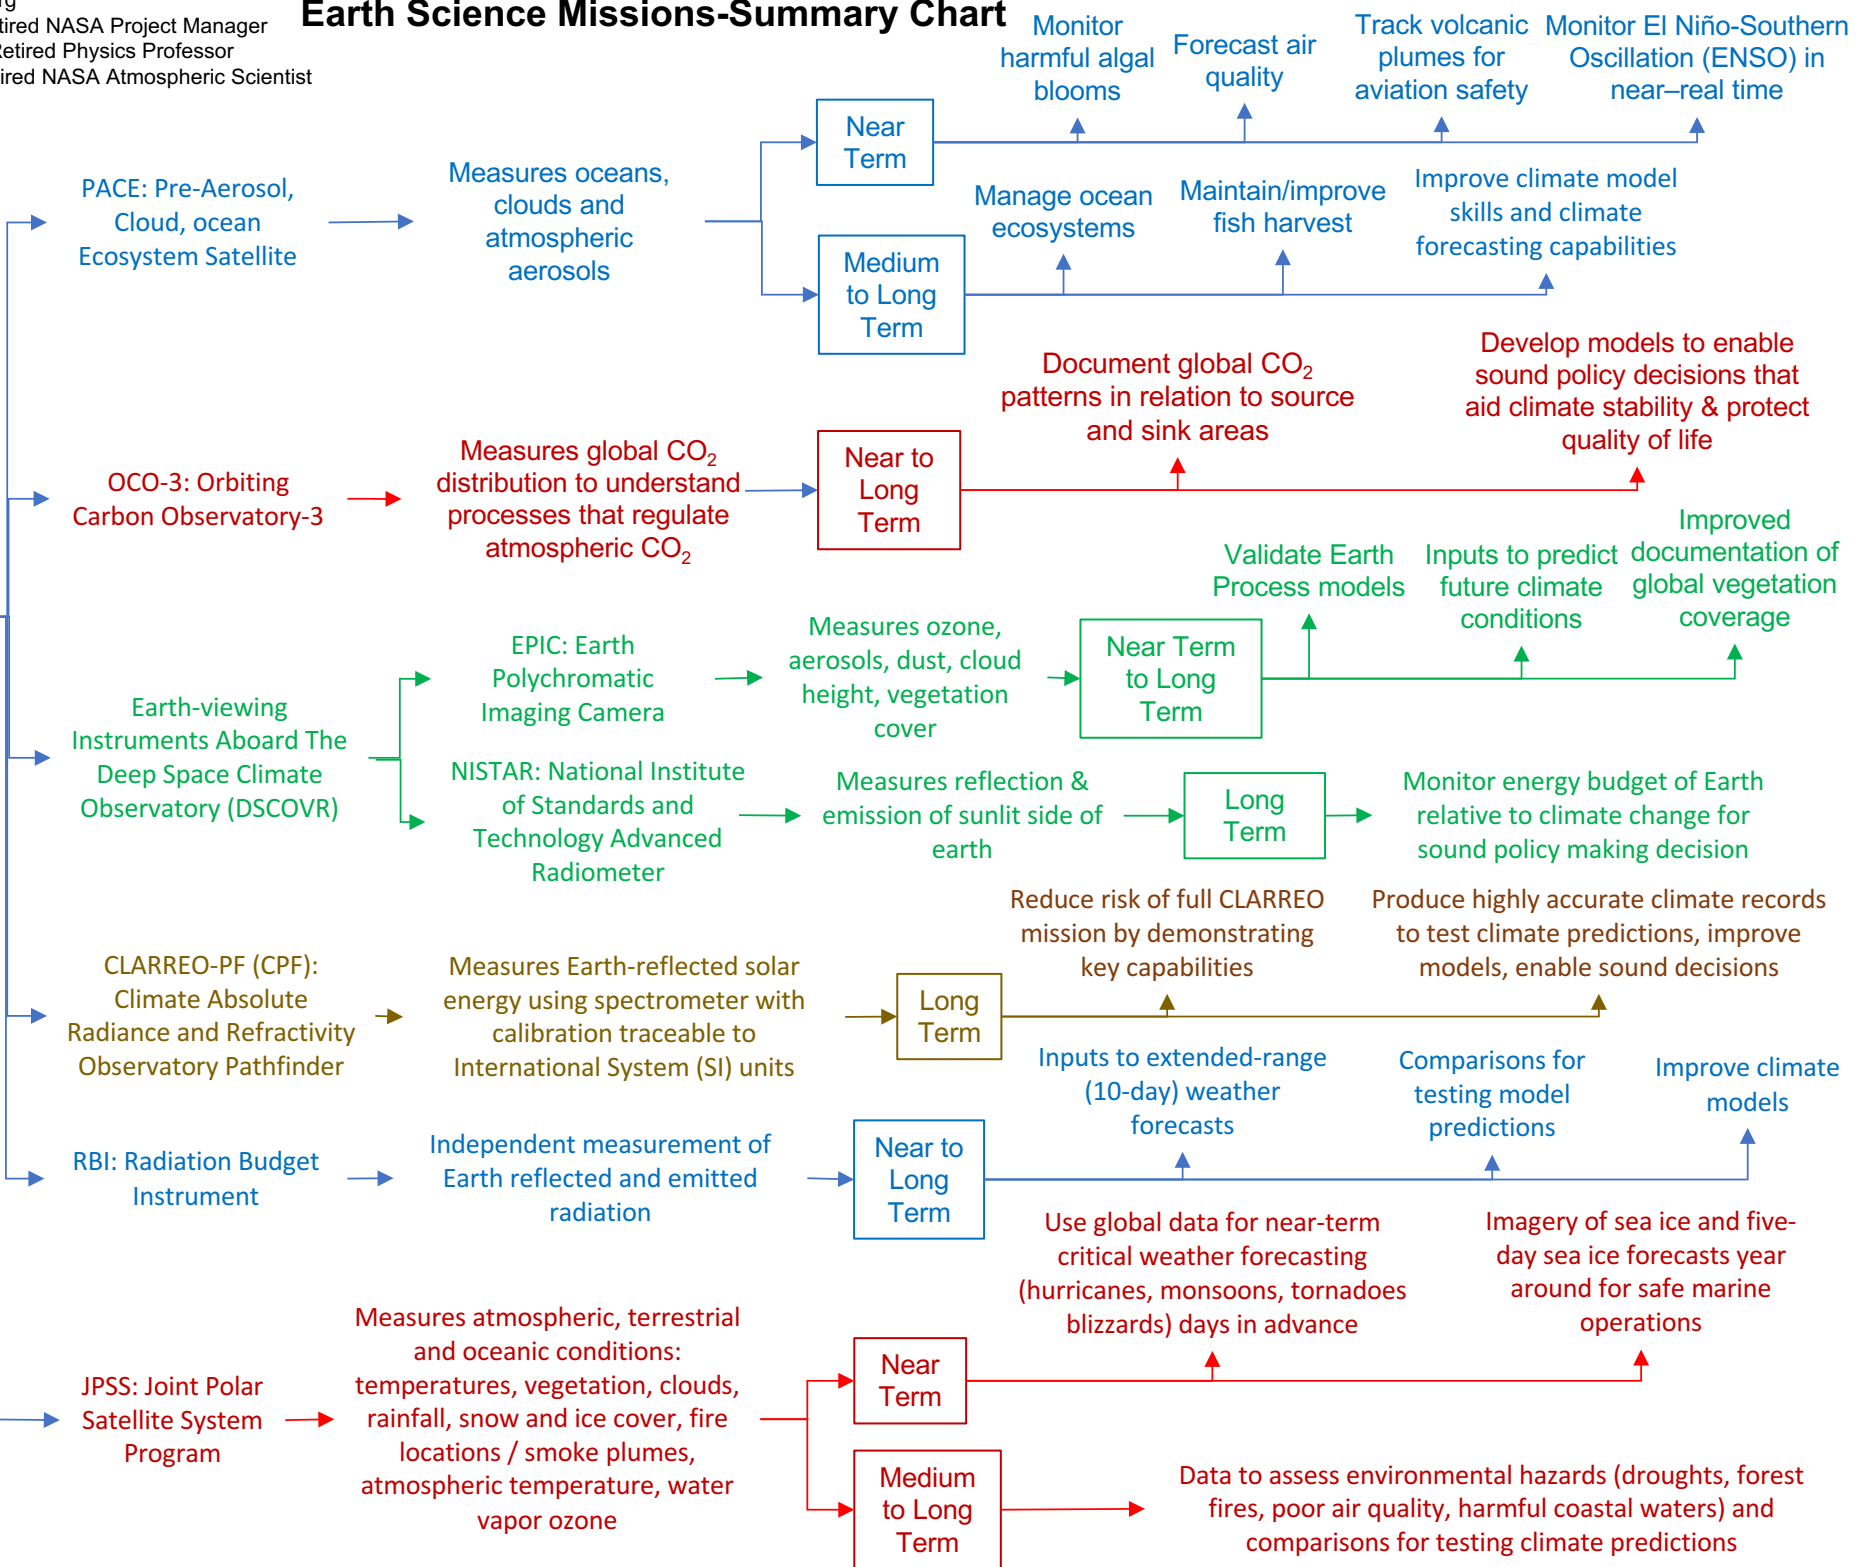 Earth Science Missions-Summary Chart
tired NASA Project Manager
Retired Physics Professor
ired NASA Atmospheric Scientist
Monitor
harmful algal
blooms
Forecast air
quality
Track volcanic
plumes for
aviation safety
Monitor El Niño-Southern
Oscillation (ENSO) in
near–real time
Near
Term
PACE: Pre-Aerosol,
Cloud, ocean
Ecosystem Satellite
Measures oceans,
clouds and
atmospheric
aerosols
Manage ocean
ecosystems
Maintain/improve
fish harvest
Improve climate model
skills and climate
forecasting capabilities
Medium
to Long
Term
OCO-3: Orbiting
Carbon Observatory-3
Measures global CO₂
distribution to understand
processes that regulate
atmospheric CO₂
Near to
Long
Term
Document global CO₂
patterns in relation to source
and sink areas
Develop models to enable
sound policy decisions that
aid climate stability & protect
quality of life
Earth-viewing
Instruments Aboard The
Deep Space Climate
Observatory (DSCOVR)
EPIC: Earth
Polychromatic
Imaging Camera
Measures ozone,
aerosols, dust, cloud
height, vegetation
cover
Near Term
to Long
Term
Validate Earth
Process models
Inputs to predict
future climate
conditions
Improved
documentation of
global vegetation
coverage
NISTAR: National Institute
of Standards and
Technology Advanced
Radiometer
Measures reflection &
emission of sunlit side of
earth
Long
Term
Monitor energy budget of Earth
relative to climate change for
sound policy making decision
CLARREO-PF (CPF):
Climate Absolute
Radiance and Refractivity
Observatory Pathfinder
Measures Earth-reflected solar
energy using spectrometer with
calibration traceable to
International System (SI) units
Long
Term
Reduce risk of full CLARREO
mission by demonstrating
key capabilities
Produce highly accurate climate records
to test climate predictions, improve
models, enable sound decisions
RBI: Radiation Budget
Instrument
Independent measurement of
Earth reflected and emitted
radiation
Near to
Long
Term
Inputs to extended-range
(10-day) weather
forecasts
Comparisons for
testing model
predictions
Improve climate
models
JPSS: Joint Polar
Satellite System
Program
Measures atmospheric, terrestrial
and oceanic conditions:
temperatures, vegetation, clouds,
rainfall, snow and ice cover, fire
locations / smoke plumes,
atmospheric temperature, water
vapor ozone
Near
Term
Use global data for near-term
critical weather forecasting
(hurricanes, monsoons, tornadoes
blizzards) days in advance
Imagery of sea ice and five-
day sea ice forecasts year
around for safe marine
operations
Medium
to Long
Term
Data to assess environmental hazards (droughts, forest
fires, poor air quality, harmful coastal waters) and
comparisons for testing climate predictions